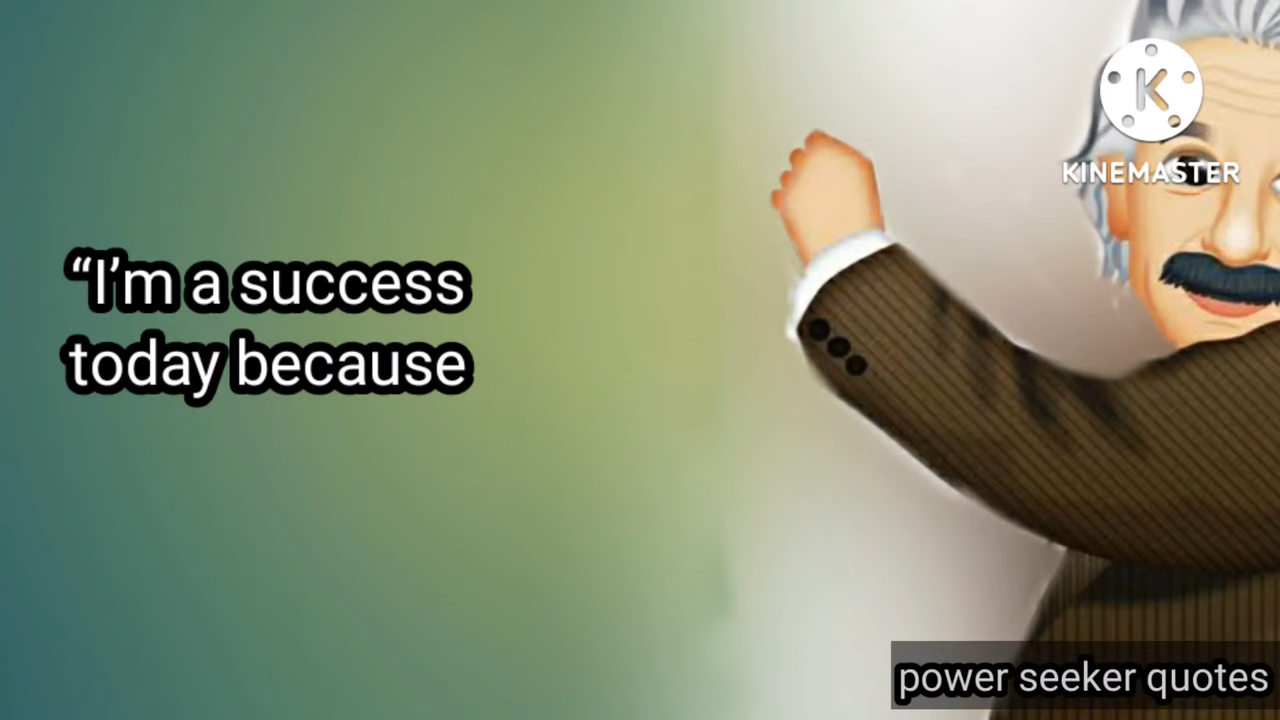 “I’m a success
today because
KINEMASTER
power seeker quotes